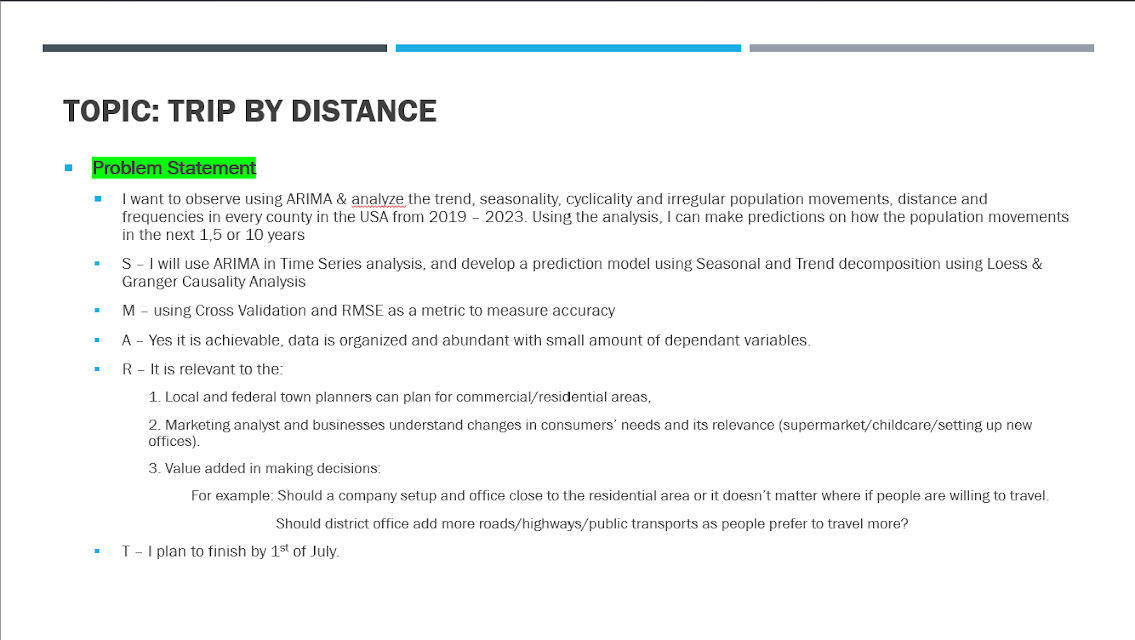 TOPIC: TRIP BY DISTANCE
Problem Statement
I want to observe using ARIMA & analyze the trend, seasonality, cyclicality and irregular population movements, distance and
frequencies in every county in the USA from 2019 – 2023. Using the analysis, I can make predictions on how the population movements
in the next 1,5 or 10 years
S – I will use ARIMA in Time Series analysis, and develop a prediction model using Seasonal and Trend decomposition using Loess &
Granger Causality Analysis
M – using Cross Validation and RMSE as a metric to measure accuracy
A – Yes it is achievable, data is organized and abundant with small amount of dependant variables.
R – It is relevant to the:
1. Local and federal town planners can plan for commercial/residential areas,
2. Marketing analyst and businesses understand changes in consumers' needs and its relevance (supermarket/childcare/setting up new
offices).
3. Value added in making decisions:
For example: Should a company setup and office close to the residential area or it doesn't matter where if people are willing to travel.
Should district office add more roads/highways/public transports as people prefer to travel more?
T – I plan to finish by 1st of July.